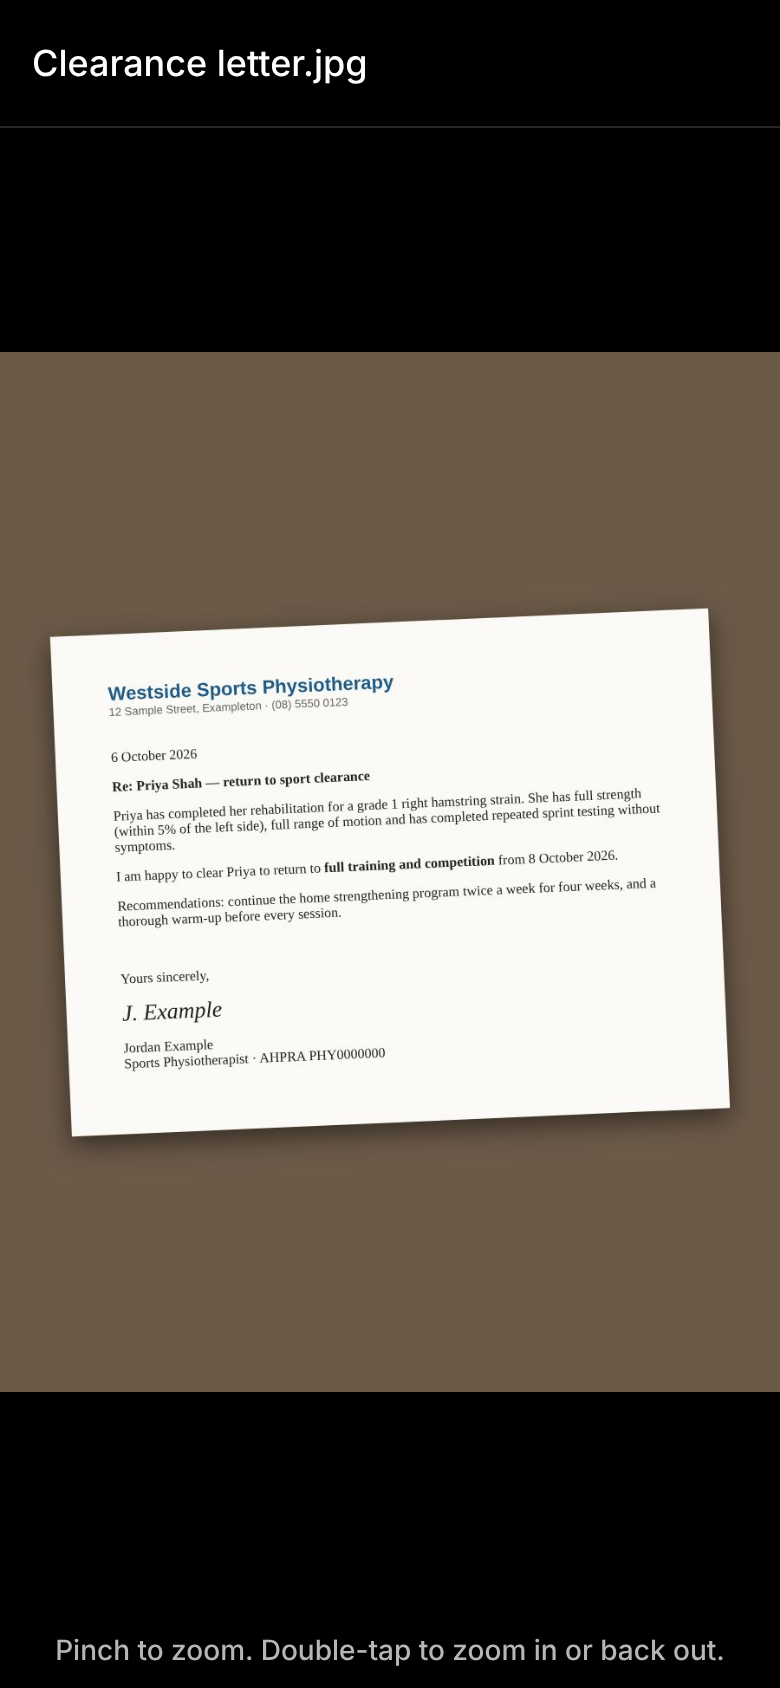 Clearance letter.jpg
Westside Sports Physiotherapy
12 Sample Street, Exampleton · (08) 5550 0123
6 October 2026
Re: Priya Shah — return to sport clearance
Priya has completed her rehabilitation for a grade 1 right hamstring strain. She has full strength
(within 5% of the left side), full range of motion and has completed repeated sprint testing without
symptoms.
I am happy to clear Priya to return to full training and competition from 8 October 2026.
Recommendations: continue the home strengthening program twice a week for four weeks, and a
thorough warm-up before every session.
Yours sincerely,
J. Example
Jordan Example
Sports Physiotherapist · AHPRA PHY0000000
Pinch to zoom. Double-tap to zoom in or back out.